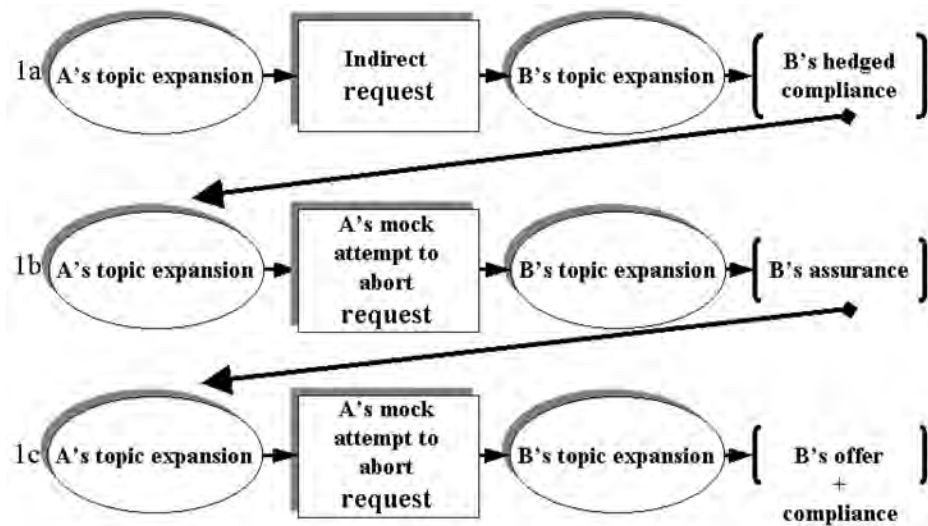 1a
A's topic expansion
Indirect
request
B's topic expansion
B's hedged
compliance
1b
A's topic expansion
A's mock
attempt to
abort
request
B's topic expansion
B's assurance
1c
A's topic expansion
A's mock
attempt to
abort
request
B's topic expansion
B's offer
+
compliance